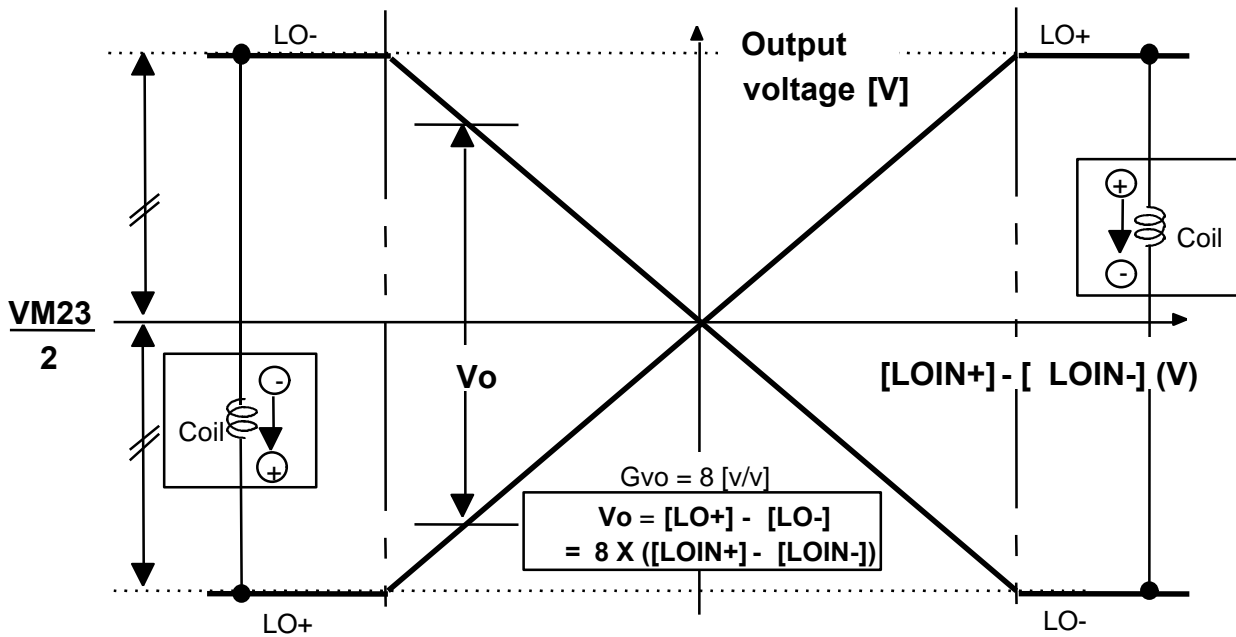 LO-
Output
voltage [V]
LO+
+
-
Coil
VM23
2
Vo
[LOIN+] - [ LOIN-] (V)
-
Coil
+
Gvo = 8 [v/v]
Vo = [LO+] - [LO-]
= 8 X ([LOIN+] - [LOIN-])
LO+
LO-